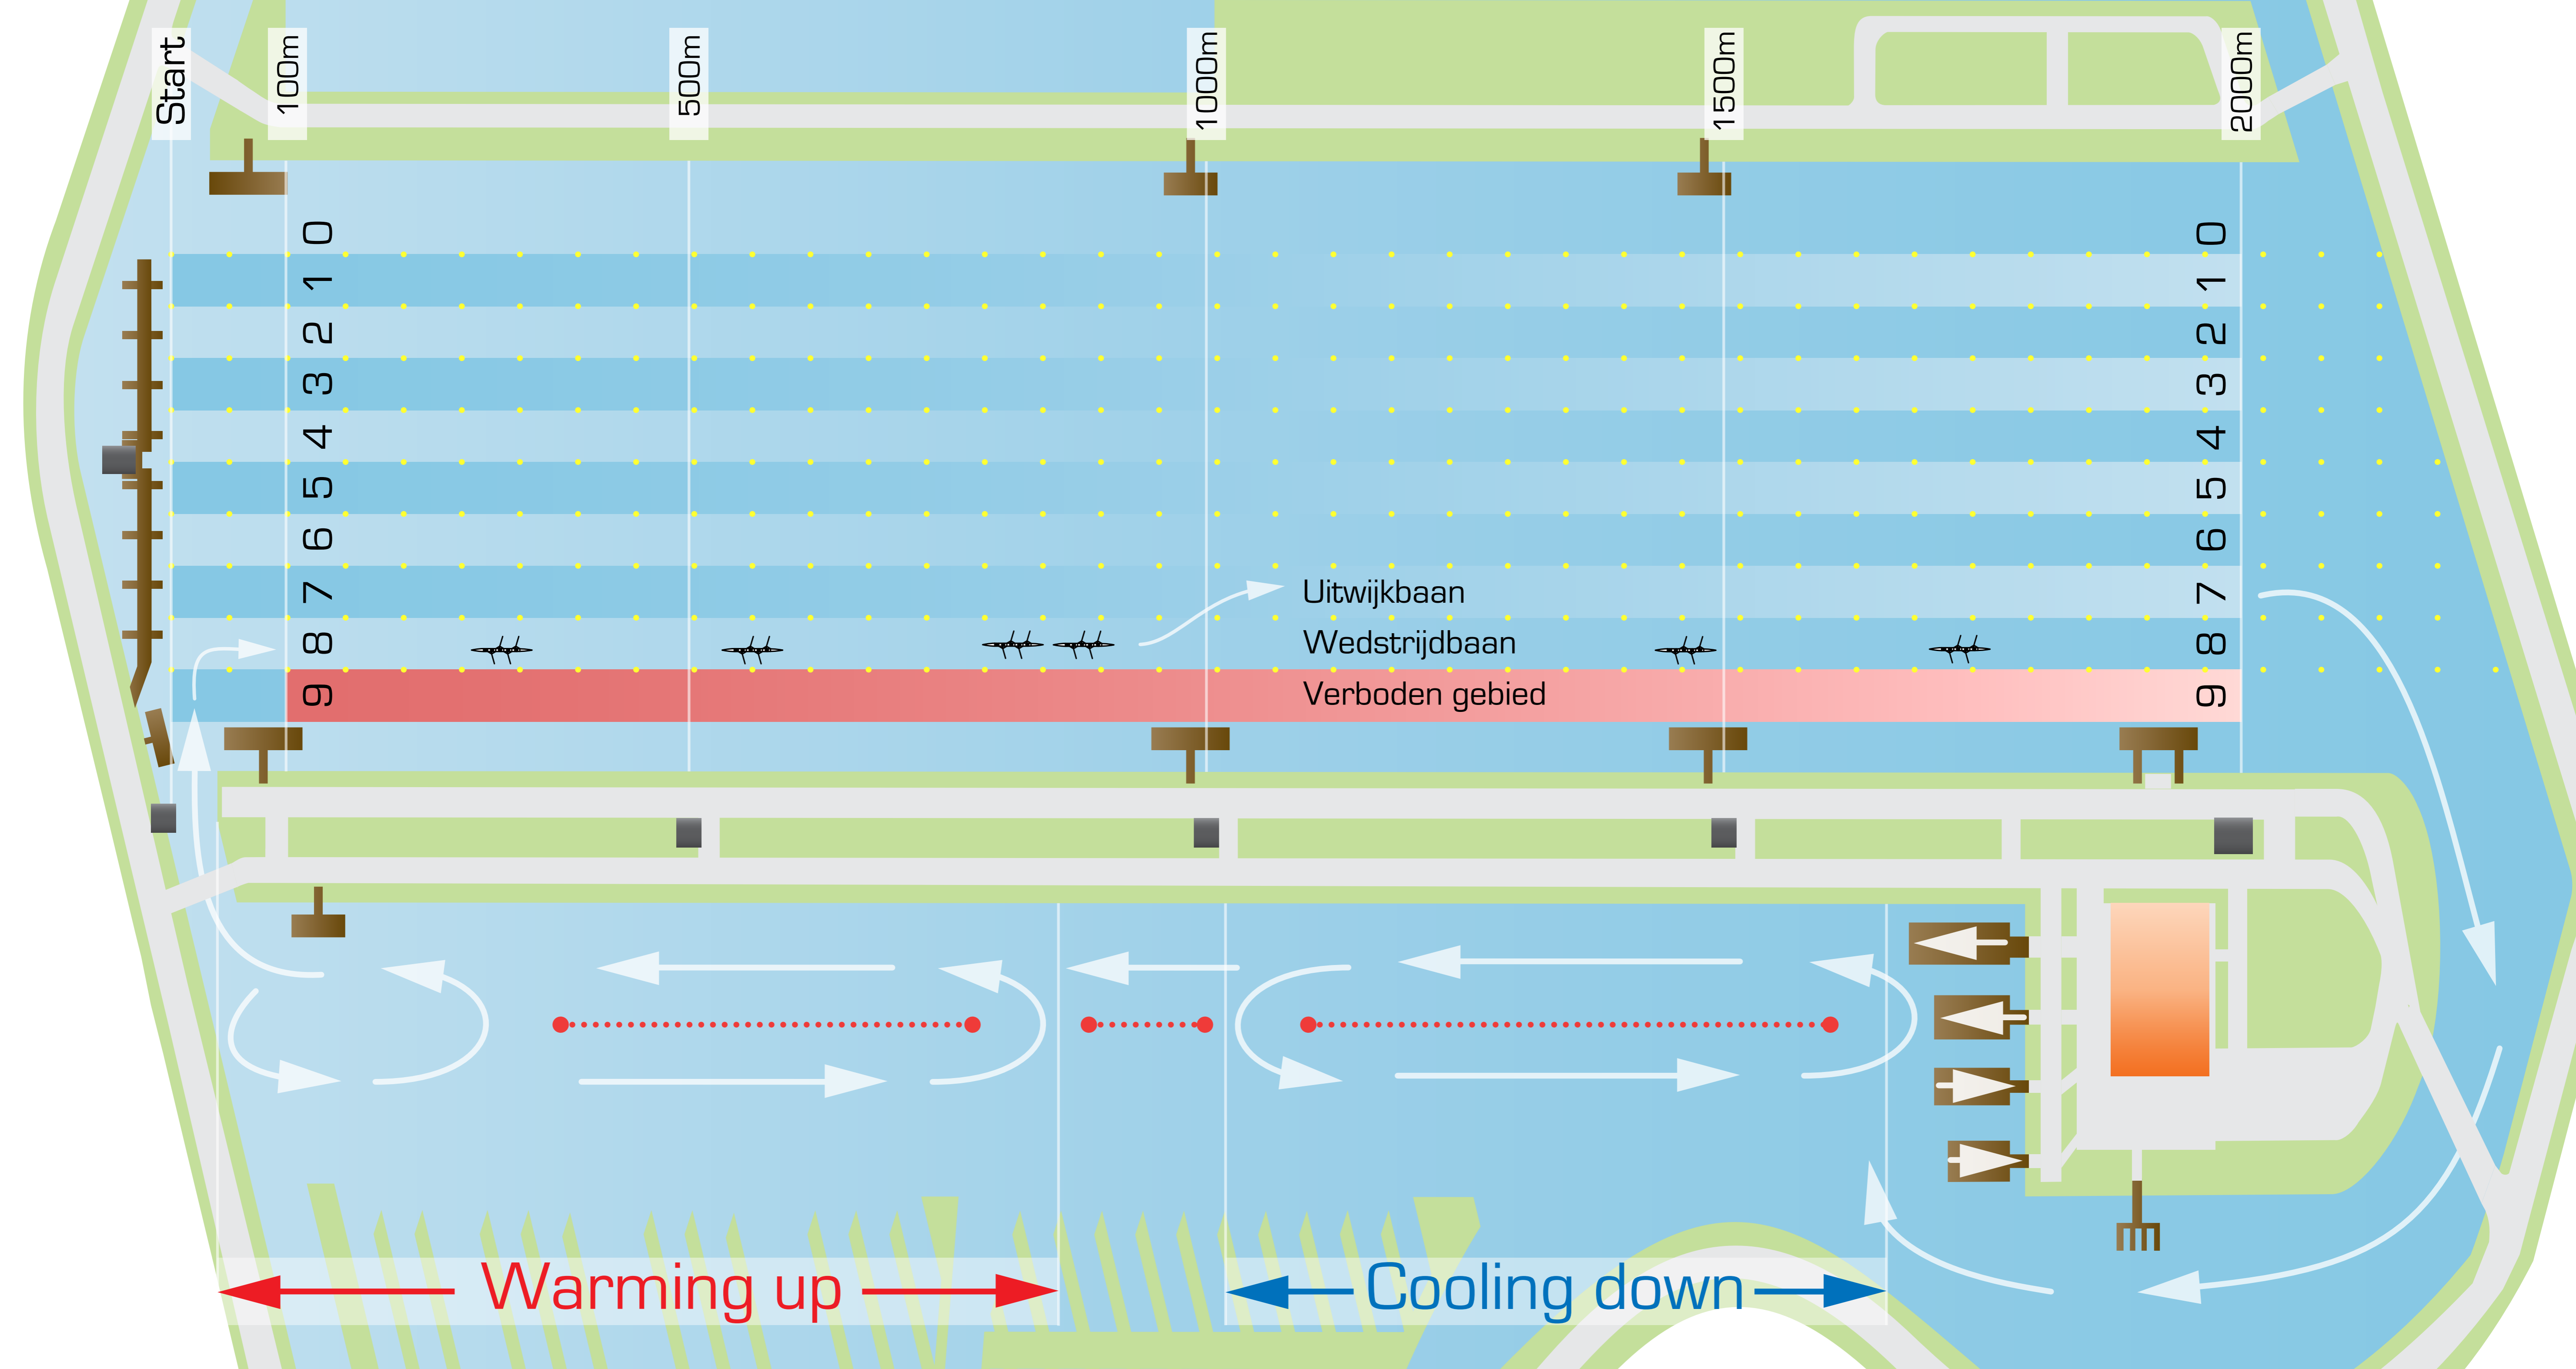 Start
100m
500m
1000m
1500m
2000m
0
1
2
3
4
5
6
7
8
9
0
1
2
3
4
5
6
7
8
9
Uitwijkbaan
Wedstrijdbaan
Verboden gebied
Warming up
Cooling down